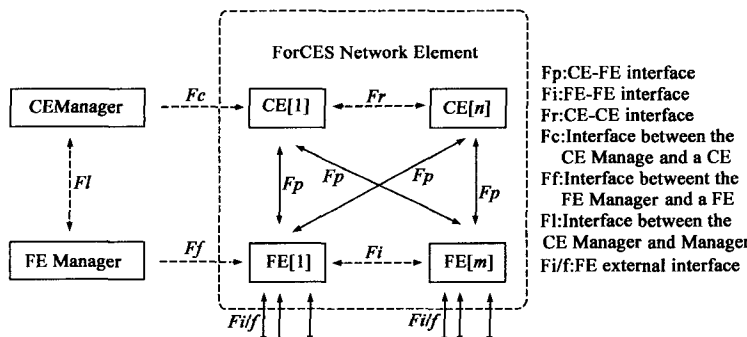 ForCES Network Element
CEManager
Fc
CE[1]
Fr
CE[n]
Fl
Fp
Fp
Fp
Fp
FE Manager
Ff
FE[1]
Fi
FE[m]
Fi/f
Fi/f
Fp:CE-FE interface
Fi:FE-FE interface
Fr:CE-CE interface
Fc:Interface between the
CE Manage and a CE
Ff:Interface betweent the
FE Manager and a FE
Fl:Interface between the
CE Manager and Manager
Fi/f:FE external interface